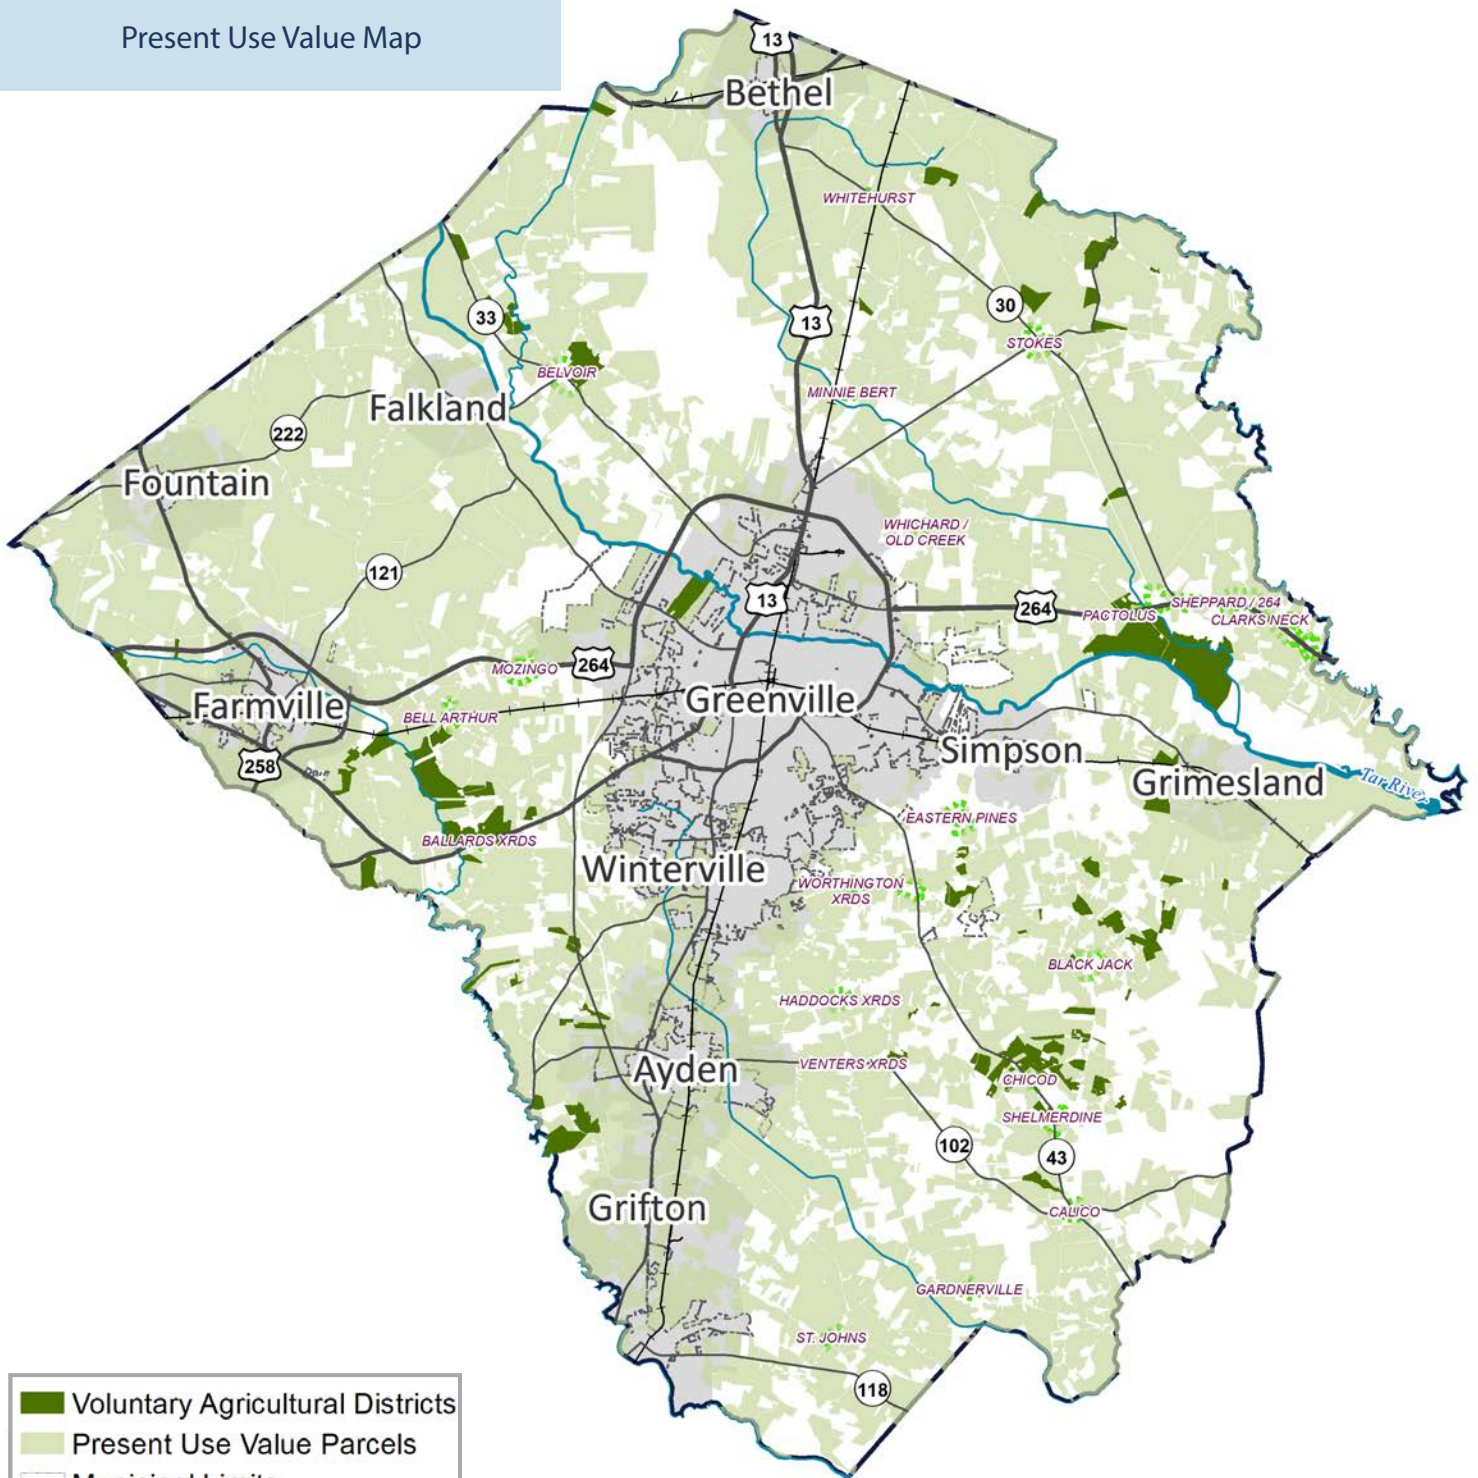 Present Use Value Map
13
Bethel
WHITEHURST
33
13
30
STOKES
BELVOIR
MINNIE BERT
Falkland
222
Fountain
WHICHARD /
OLD CREEK
121
13
264
PACTOLUS
SHEPPARD / 264
CLARKS NECK
MOZINGO
264
Farmville
BELL ARTHUR
Greenville
Simpson
258
Grimesland
Tar River
BALLARDS XRDS
EASTERN PINES
Winterville
WORTHINGTON
XRDS
BLACK JACK
HADDOCKS XRDS
Ayden
VENTERS XRDS
CHICOD
SHELMERDINE
102
43
Grifton
CALICO
GARDNERVILLE
ST. JOHNS
118
Voluntary Agricultural Districts
Present Use Value Parcels